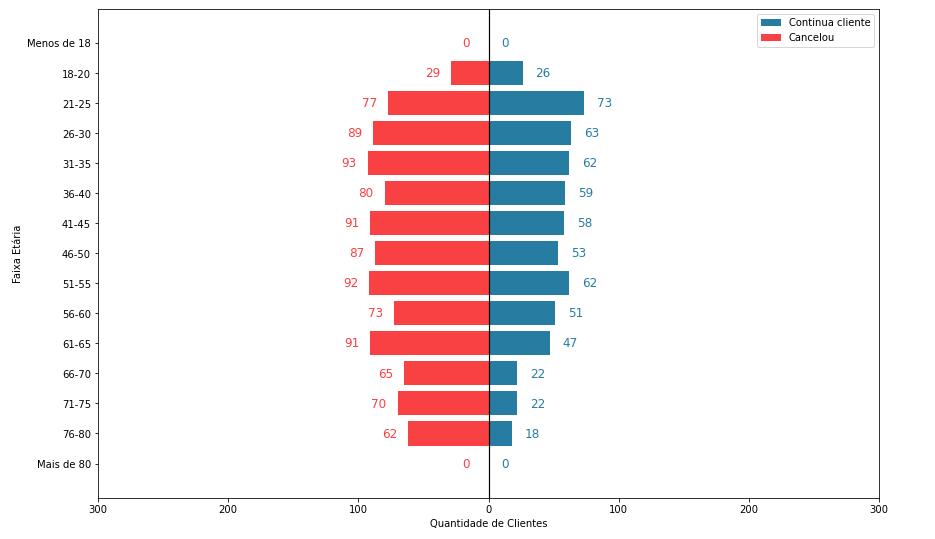 Continua cliente
Cancelou
Faixa Etária
Menos de 18 0 0
18-20 29 26
21-25 77 73
26-30 89 63
31-35 93 62
36-40 80 59
41-45 91 58
46-50 87 53
51-55 92 62
56-60 73 51
61-65 91 47
66-70 65 22
71-75 70 22
76-80 62 18
Mais de 80 0 0
300 200 100 0 100 200 300
Quantidade de Clientes